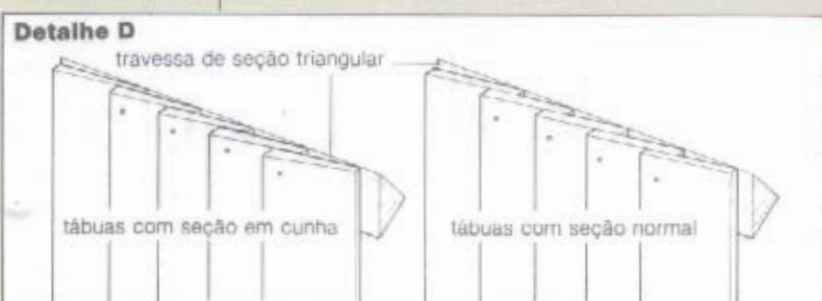 Detalhe D
travessa de seção triangular
tábuas com seção em cunha
tábuas com seção normal